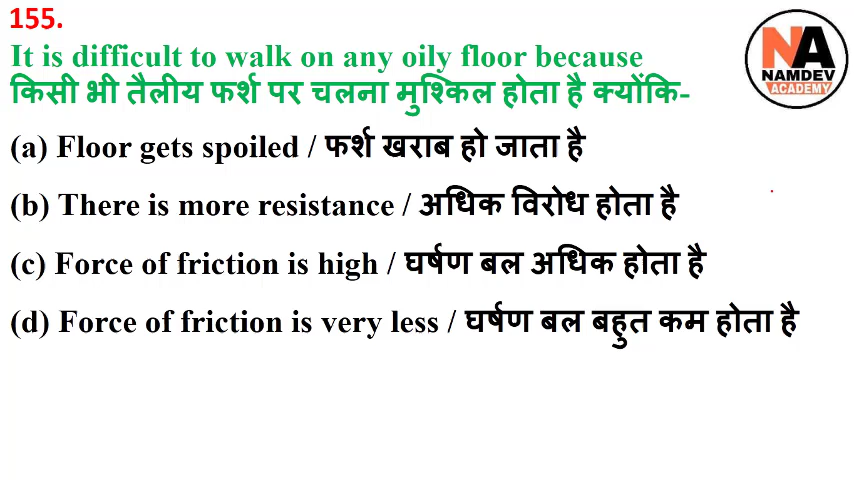 155.
It is difficult to walk on any oily floor because
किसी भी तैलीय फर्श पर चलना मुश्किल होता है क्योंकि-
(a) Floor gets spoiled / फर्श खराब हो जाता है
(b) There is more resistance / अधिक विरोध होता है
(c) Force of friction is high / घर्षण बल अधिक होता है
(d) Force of friction is very less / घर्षण बल बहुत कम होता है
NA
NAMDEV
ACADEMY